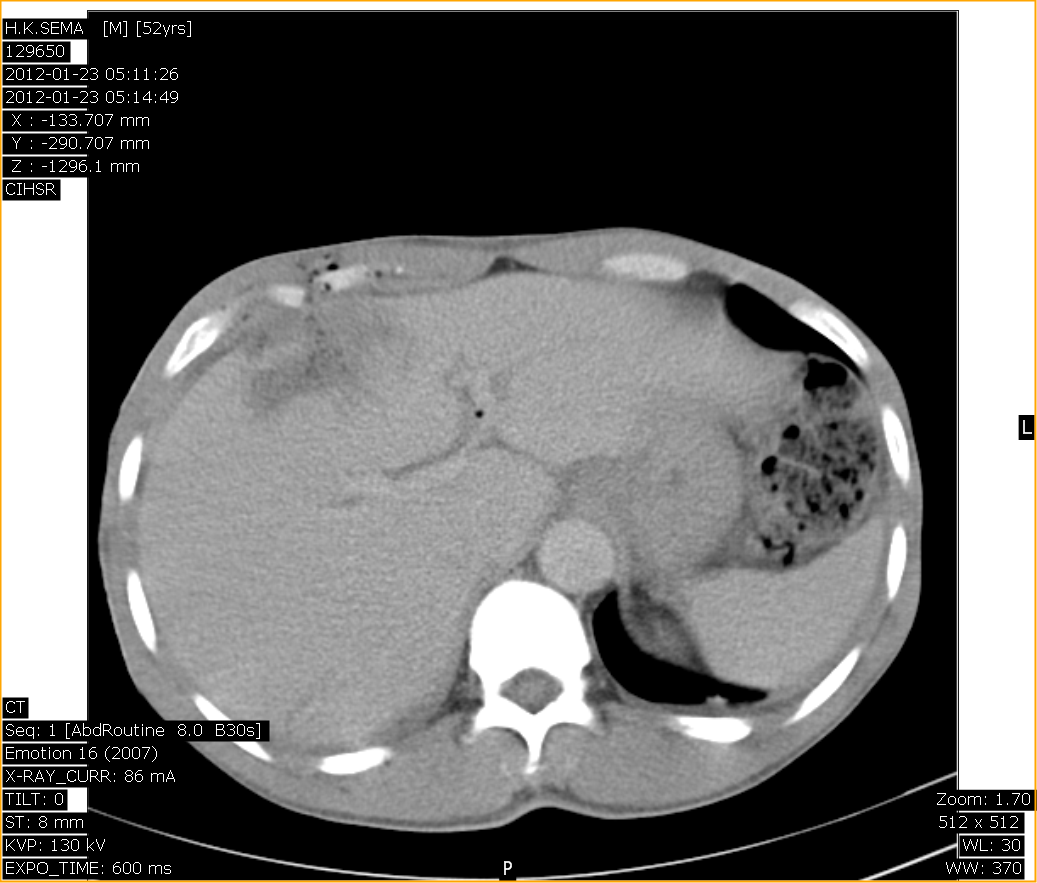 H.K.SEMA [M] [52yrs]
129650
2012-01-23 05:11:26
2012-01-23 05:14:49
X : -133.707 mm
Y : -290.707 mm
Z : -1296.1 mm
CIHSR
L
CT
Seq: 1 [AbdRoutine 8.0 B30s]
Emotion 16 (2007)
X-RAY_CURR: 86 mA
TILT: 0
ST: 8 mm
KVP: 130 kV
EXPO_TIME: 600 ms
P
Zoom: 1.70
512 x 512
WL: 30
WW: 370